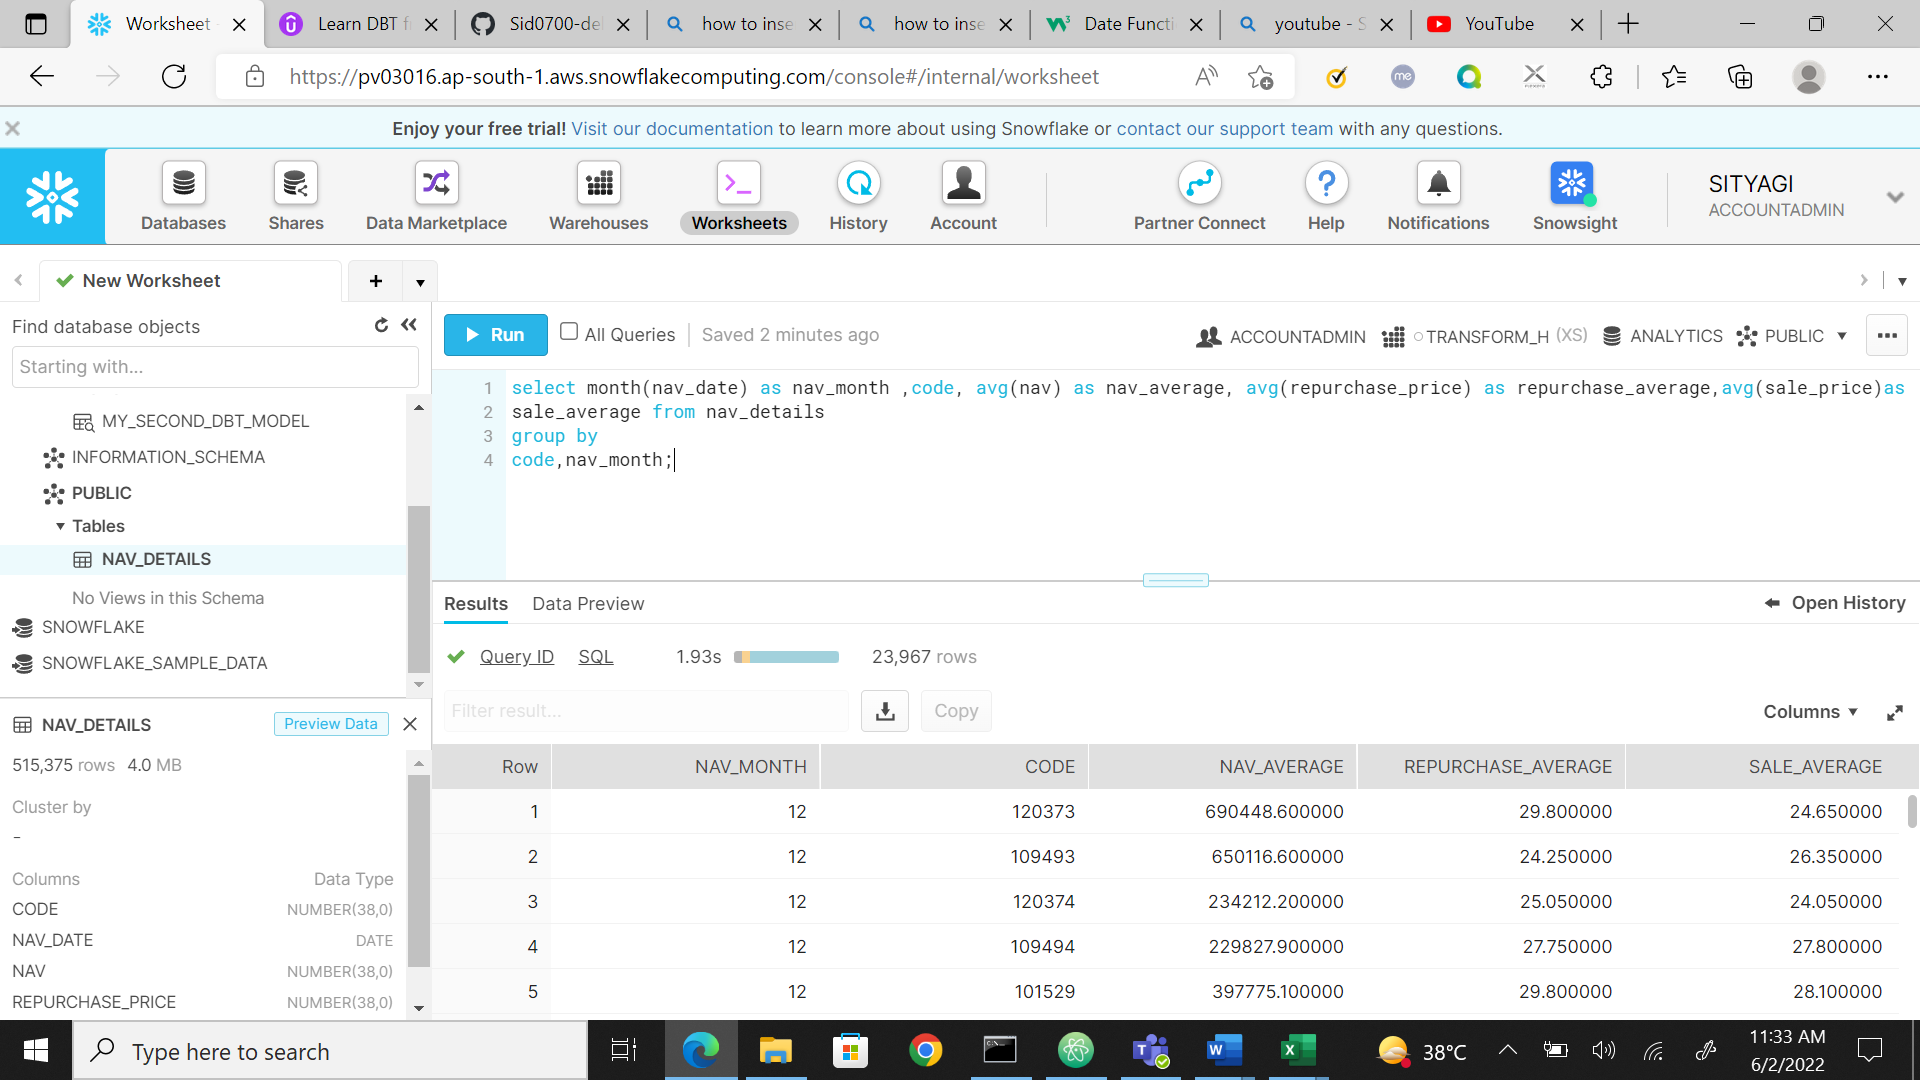 Worksheet
Learn DBT f
Sid0700-del
how to inse
how to inse
Date Functi
youtube - S
YouTube
https://pv03016.ap-south-1.aws.snowflakecomputing.com/console#/internal/worksheet
me
Enjoy your free trial! Visit our documentation to learn more about using Snowflake or contact our support team with any questions.
Databases
Shares
Data Marketplace
Warehouses
Worksheets
History
Account
Partner Connect
Help
Notifications
Snowsight
SITYAGI
ACCOUNTADMIN
New Worksheet
Find database objects
Starting with...
MY_SECOND_DBT_MODEL
INFORMATION_SCHEMA
PUBLIC
Tables
NAV_DETAILS
No Views in this Schema
SNOWFLAKE
SNOWFLAKE_SAMPLE_DATA
NAV_DETAILS Preview Data
515,375 rows 4.0 MB
Cluster by
-
Columns Data Type
CODE NUMBER(38,0)
NAV_DATE DATE
NAV NUMBER(38,0)
REPURCHASE_PRICE NUMBER(38,0)
Run All Queries Saved 2 minutes ago ACCOUNTADMIN TRANSFORM_H (XS) ANALYTICS PUBLIC
1 select month(nav_date) as nav_month ,code, avg(nav) as nav_average, avg(repurchase_price) as repurchase_average,avg(sale_price)as
2 sale_average from nav_details
3 group by
4 code,nav_month;
Results Data Preview Open History
Query ID SQL 1.93s 23,967 rows
Filter result... Copy Columns
Row NAV_MONTH CODE NAV_AVERAGE REPURCHASE_AVERAGE SALE_AVERAGE
1 12 120373 690448.600000 29.800000 24.650000
2 12 109493 650116.600000 24.250000 26.350000
3 12 120374 234212.200000 25.050000 24.050000
4 12 109494 229827.900000 27.750000 27.800000
5 12 101529 397775.100000 29.800000 28.100000
Type here to search
38°C
11:33 AM
6/2/2022